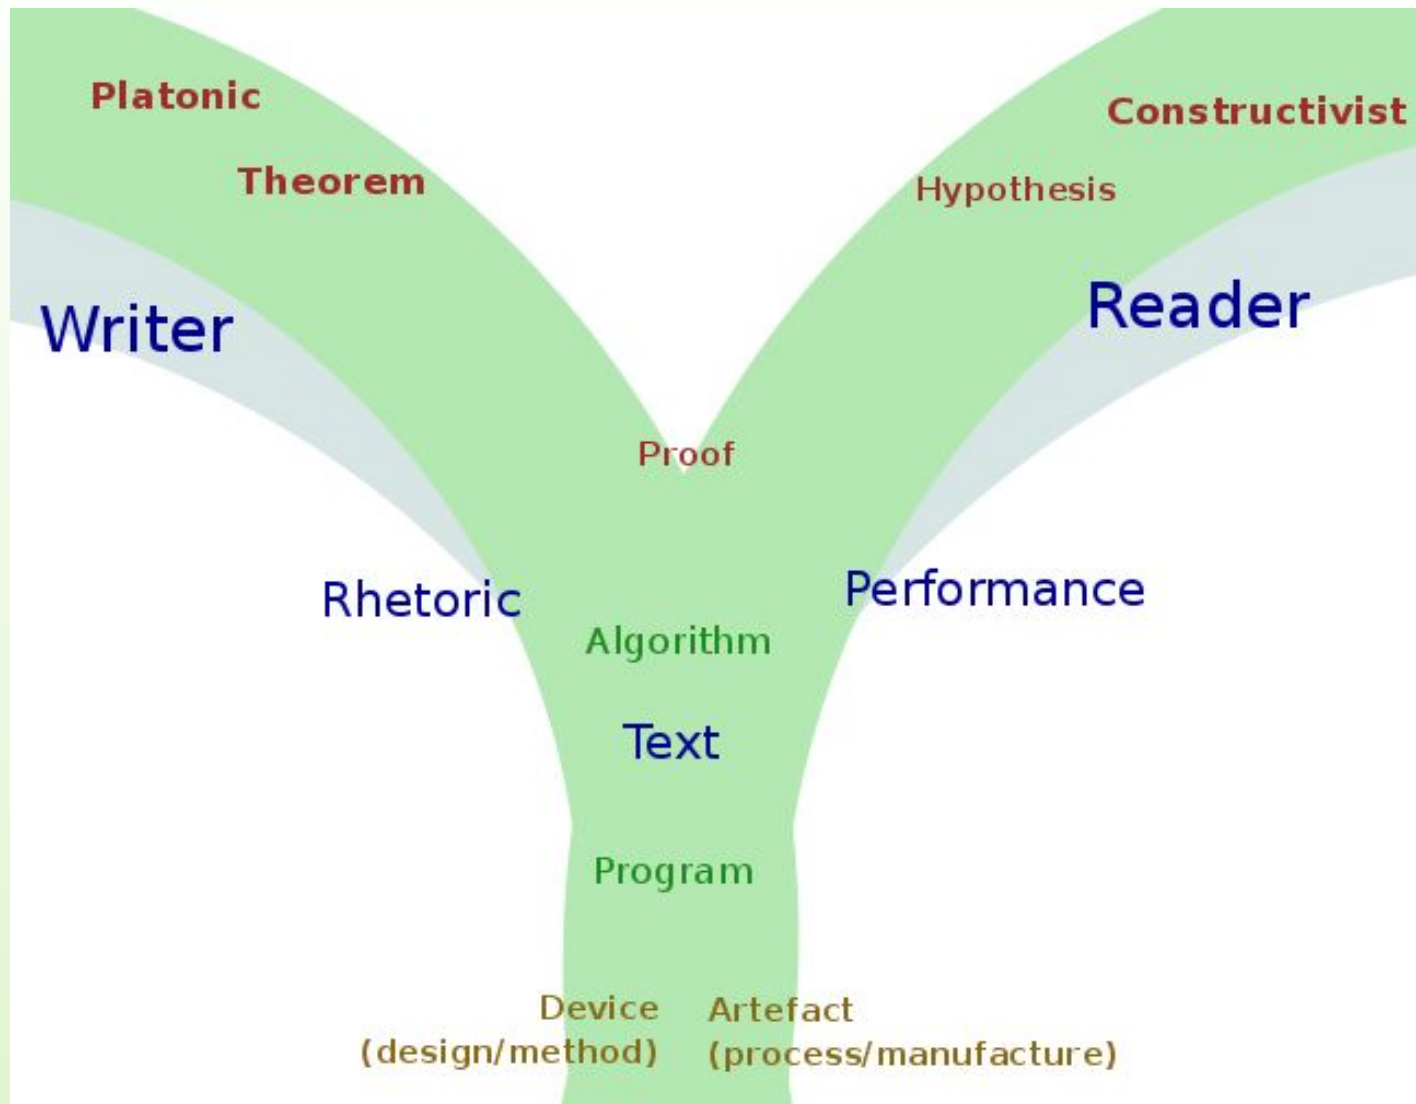 Platonic
Constructivist
Theorem
Hypothesis
Writer
Reader
Proof
Rhetoric
Performance
Algorithm
Text
Program
Device
(design/method)
Artefact
(process/manufacture)